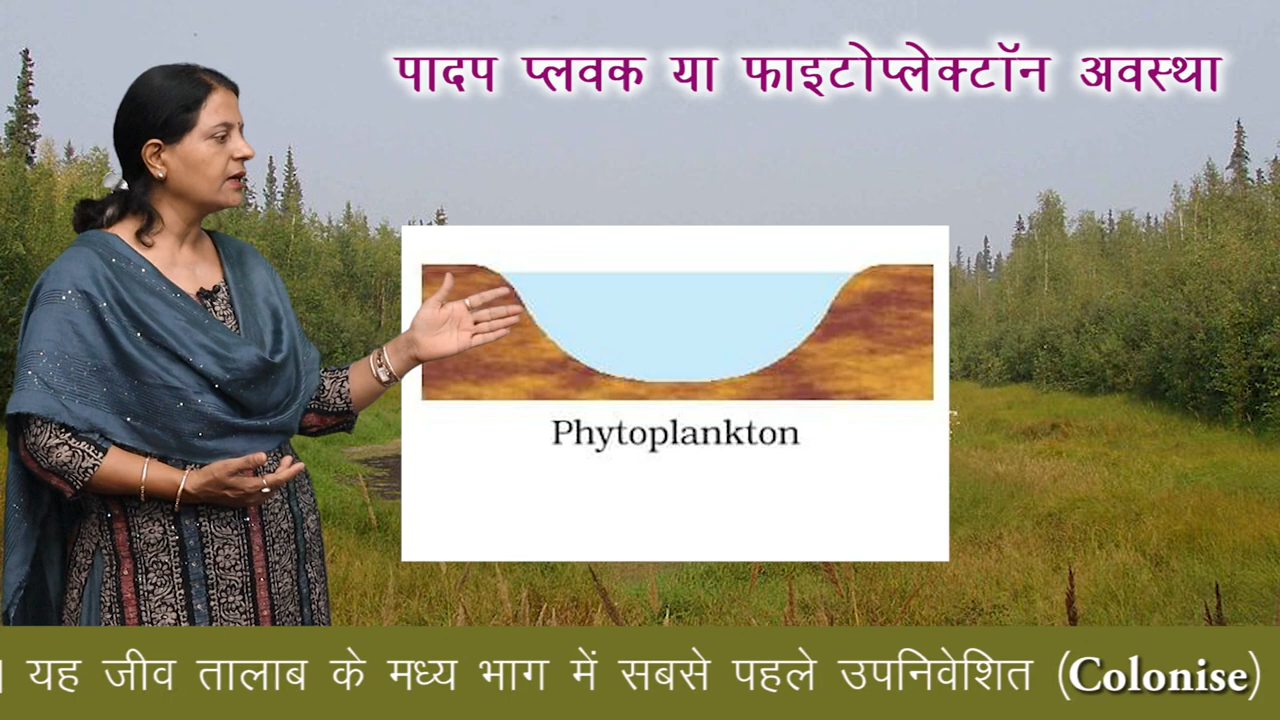 पादप प्लवक या फाइटोप्लेक्टॉन अवस्था
Phytoplankton
। यह जीव तालाब के मध्य भाग में सबसे पहले उपनिवेशित (Colonise)